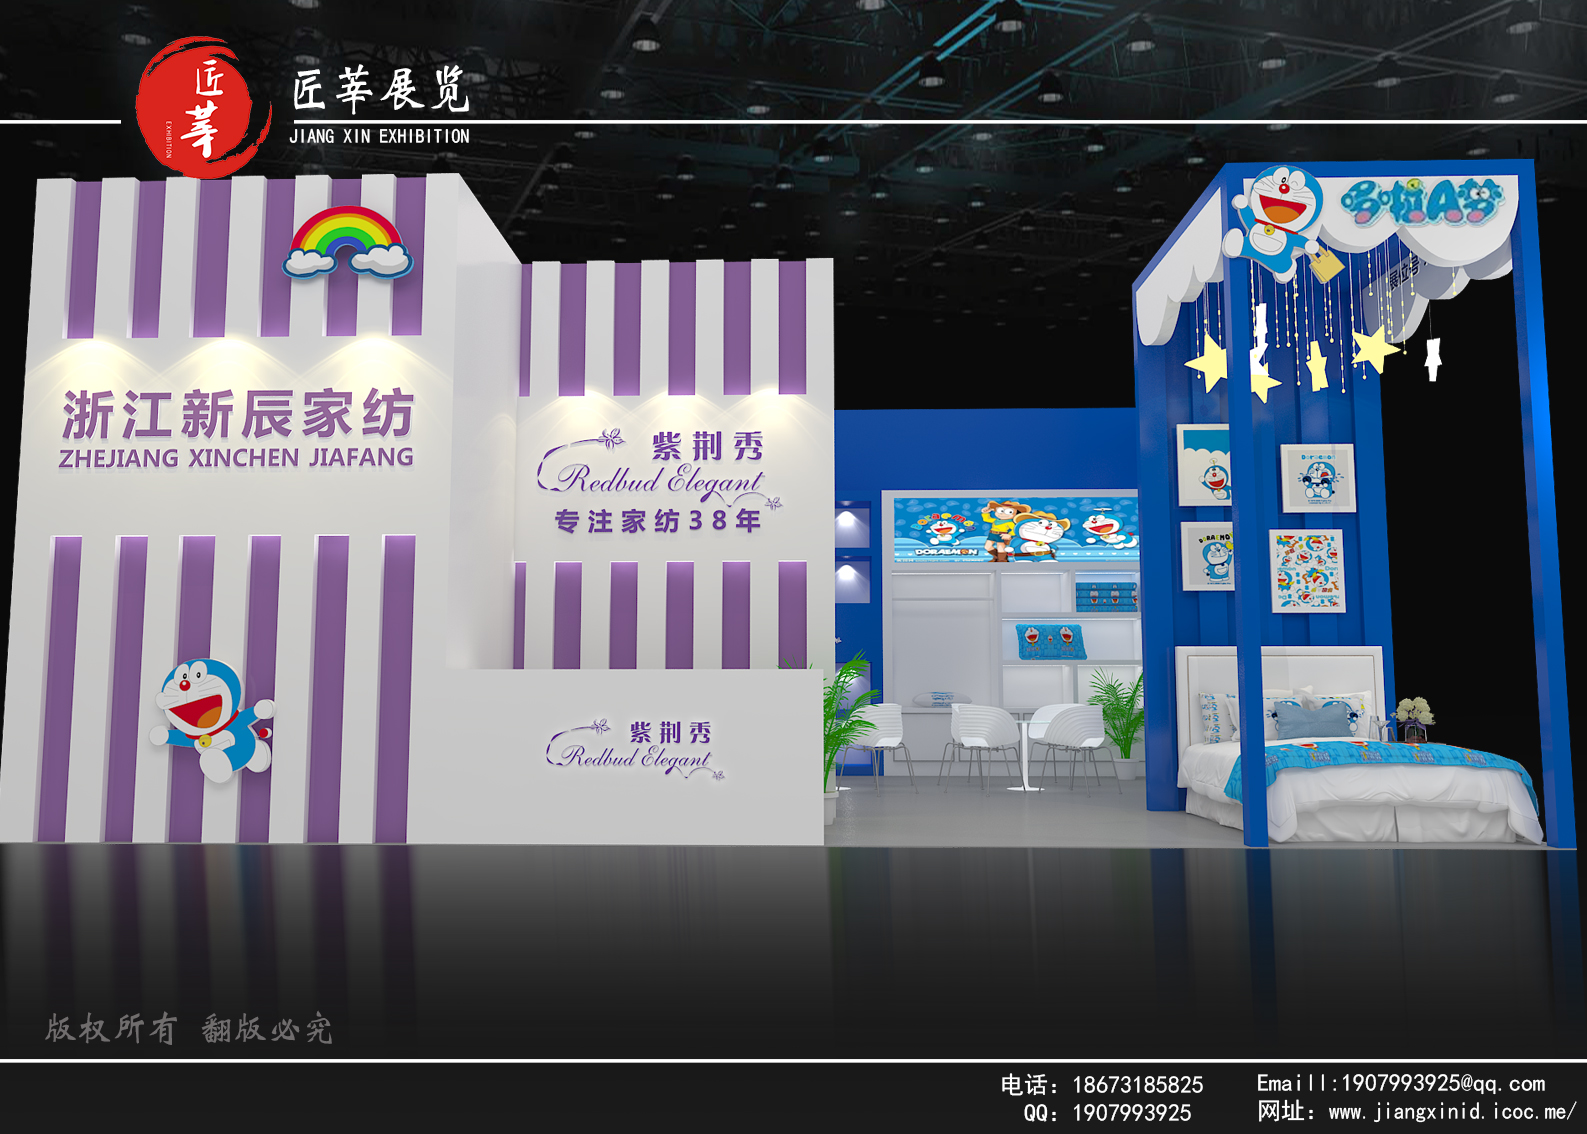 匠莘
EXHIBITION
匠莘展览
JIANG XIN EXHIBITION
浙江新辰家纺
ZHEJIANG XINCHEN JIAFANG
紫荆秀
Redbud Elegant
专注家纺38年
紫荆秀
Redbud Elegant
哆啦A梦
展位号
DORAEMON
Doraemon
版权所有 翻版必究
电话：18673185825
QQ：1907993925
Emaill:1907993925@qq.com
网址：www.jiangxinid.icoc.me/